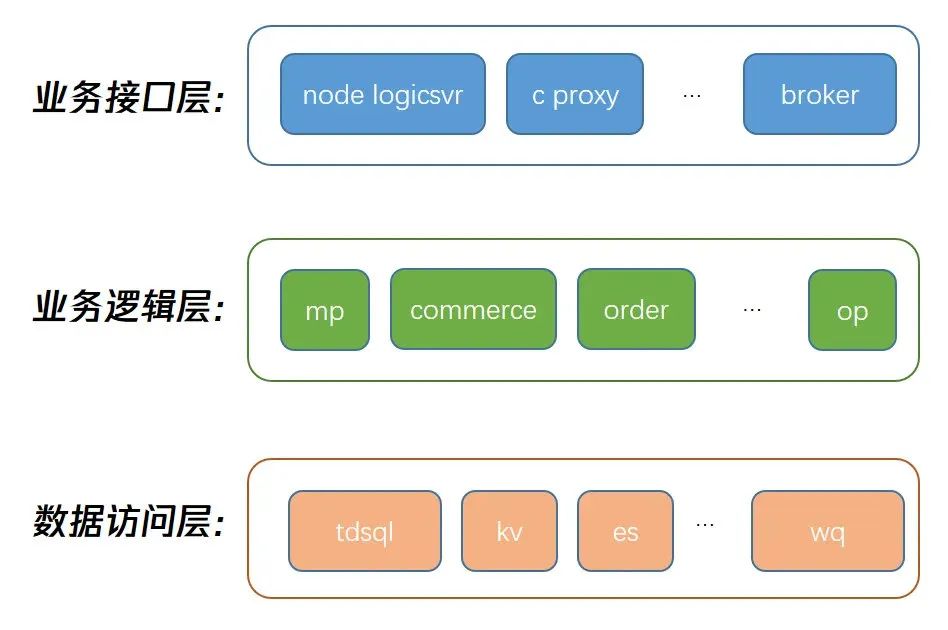 业务接口层:
node logicsvr
c proxy
...
broker
业务逻辑层:
mp
commerce
order
...
op
数据访问层:
tdsql
kv
es
...
wq